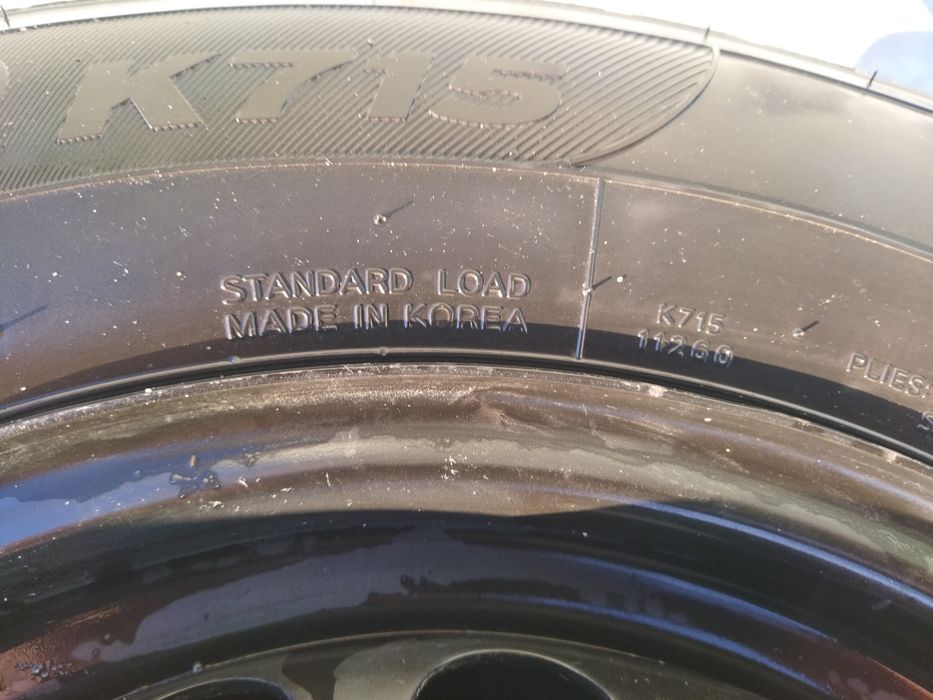 K715
STANDARD LOAD
MADE IN KOREA
K715
11260
PLIES